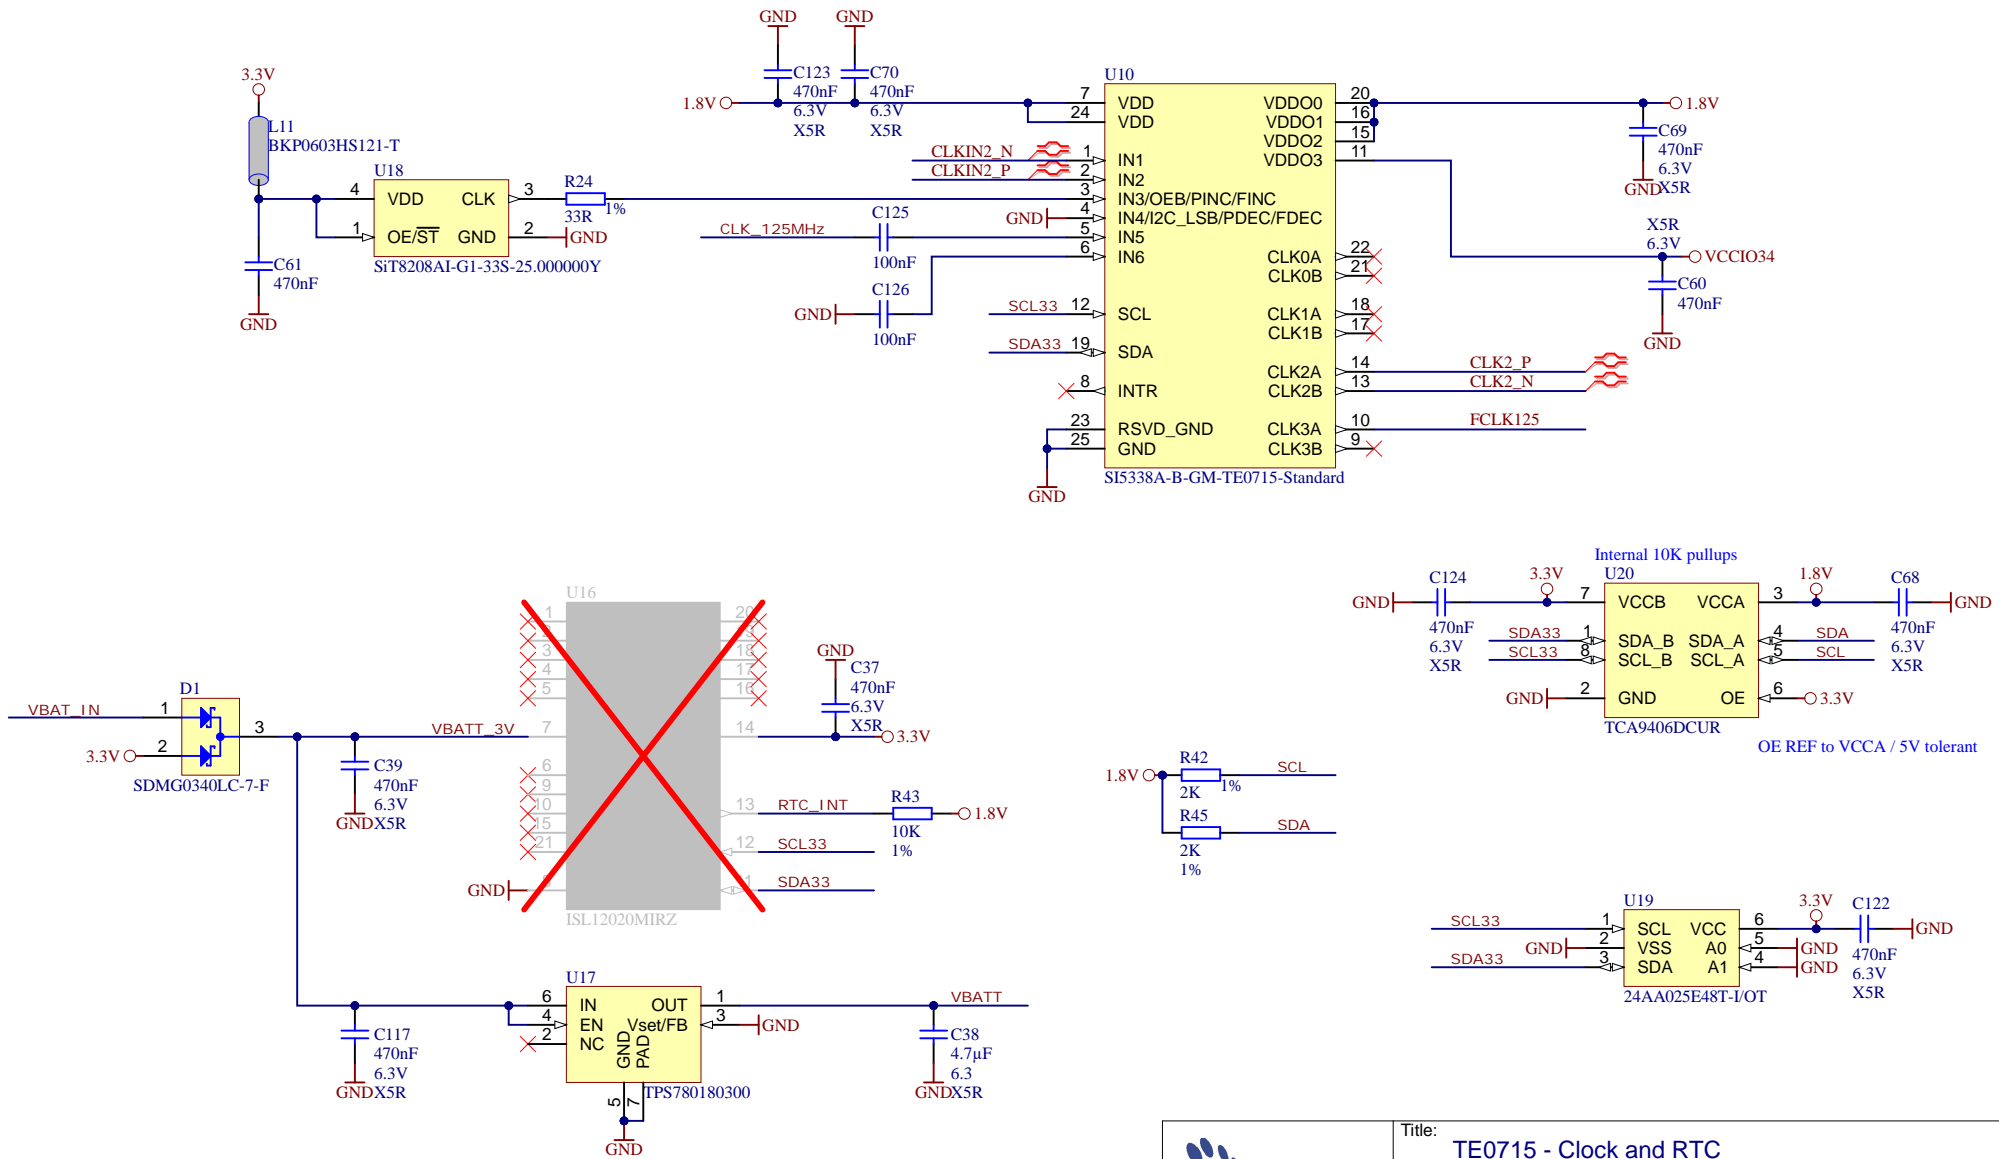 GND
GND
C123
470nF
6.3V
X5R
C70
470nF
6.3V
X5R
1.8V
3.3V
L11
BKP0603HS121-T
U18
4
VDD
CLK
3
1
OE/ST
GND
2
GND
SiT8208AI-G1-33S-25.000000Y
R24
33R
1%
C61
470nF
GND
CLKIN2_N
CLKIN2_P
GND
CLK_125MHz
C125
100nF
GND
C126
100nF
SCL33
SDA33
U10
7
VDD
24
VDD
1
IN1
2
IN2
3
IN3/OEB/PINC/FINC
4
IN4/I2C_LSB/PDEC/FDEC
5
IN5
6
IN6
12
SCL
19
SDA
8
INTR
23
RSVD_GND
25
GND
VDDO0
20
VDDO1
16
VDDO2
15
VDDO3
11
CLK0A
22
CLK0B
21
CLK1A
18
CLK1B
17
CLK2A
14
CLK2B
13
CLK3A
10
CLK3B
9
SI5338A-B-GM-TE0715-Standard
GND
1.8V
C69
470nF
6.3V
X5R
GND
X5R
6.3V
VCCIO34
C60
470nF
GND
CLK2_P
CLK2_N
FCLK125
VBAT_IN
D1
1
2
3
3.3V
SDMG0340LC-7-F
C39
470nF
6.3V
X5R
GND
VBATT_3V
U16
1
3
4
5
7
6
9
10
15
21
20
18
17
16
14
13
12
ISL12020MIRZ
GND
GND
C37
470nF
6.3V
X5R
3.3V
RTC_INT
R43
10K
1%
1.8V
SCL33
SDA33
C117
470nF
6.3V
X5R
GND
U17
6
IN
4
EN
2
NC
OUT
1
Vset/FB
3
GND
GND
PAD
5
7
TPS780180300
GND
VBATT
C38
4.7µF
6.3
X5R
GND
Internal 10K pullups
U20
GND
C124
470nF
6.3V
X5R
3.3V
7
VCCB
VCCA
3
1.8V
C68
470nF
6.3V
X5R
GND
SDA33
1
SDA_B
SDA_A
4
SDA
SCL33
8
SCL_B
SCL_A
5
SCL
GND
2
GND
OE
6
3.3V
TCA9406DCUR
OE REF to VCCA / 5V tolerant
1.8V
R42
2K
1%
SCL
R45
2K
1%
SDA
U19
SCL33
1
SCL
VCC
6
3.3V
C122
470nF
6.3V
X5R
GND
GND
2
VSS
A0
5
GND
SDA33
3
SDA
A1
4
GND
24AA025E48T-I/OT
Title:
TE0715 - Clock and RTC